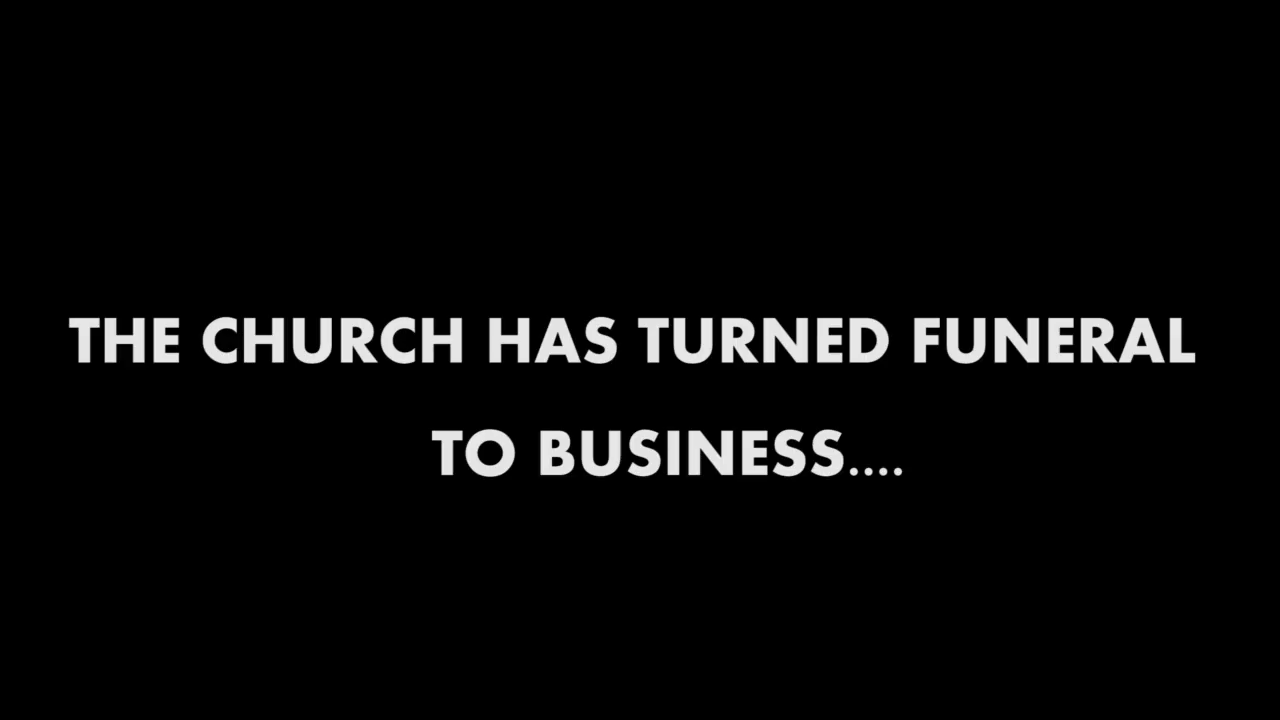 THE CHURCH HAS TURNED FUNERAL
TO BUSINESS....